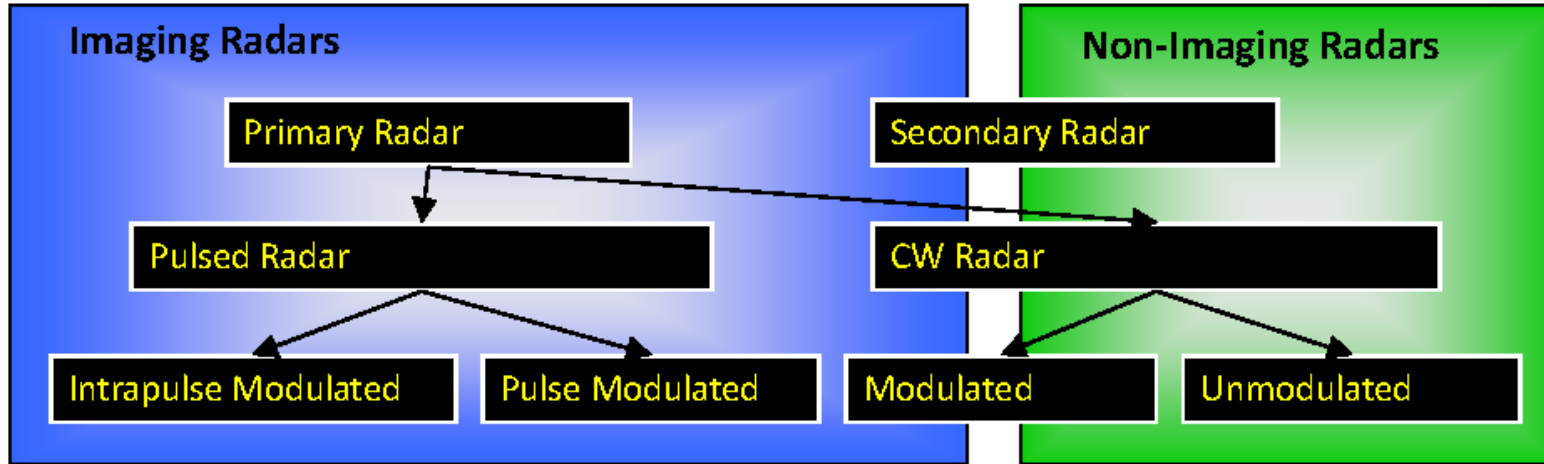 Imaging Radars
Non-Imaging Radars
Primary Radar
Secondary Radar
Pulsed Radar
CW Radar
Intrapulse Modulated
Pulse Modulated
Modulated
Unmodulated